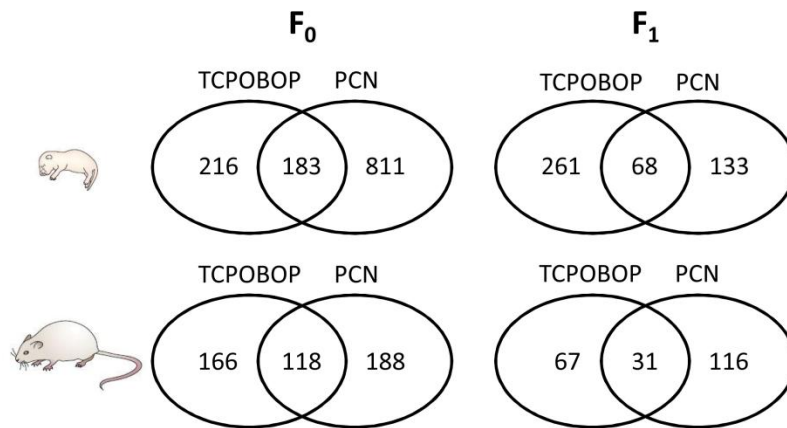 F₀ F₁
TCPOBOP PCN TCPOBOP PCN
216 183 811 261 68 133
TCPOBOP PCN TCPOBOP PCN
166 118 188 67 31 116